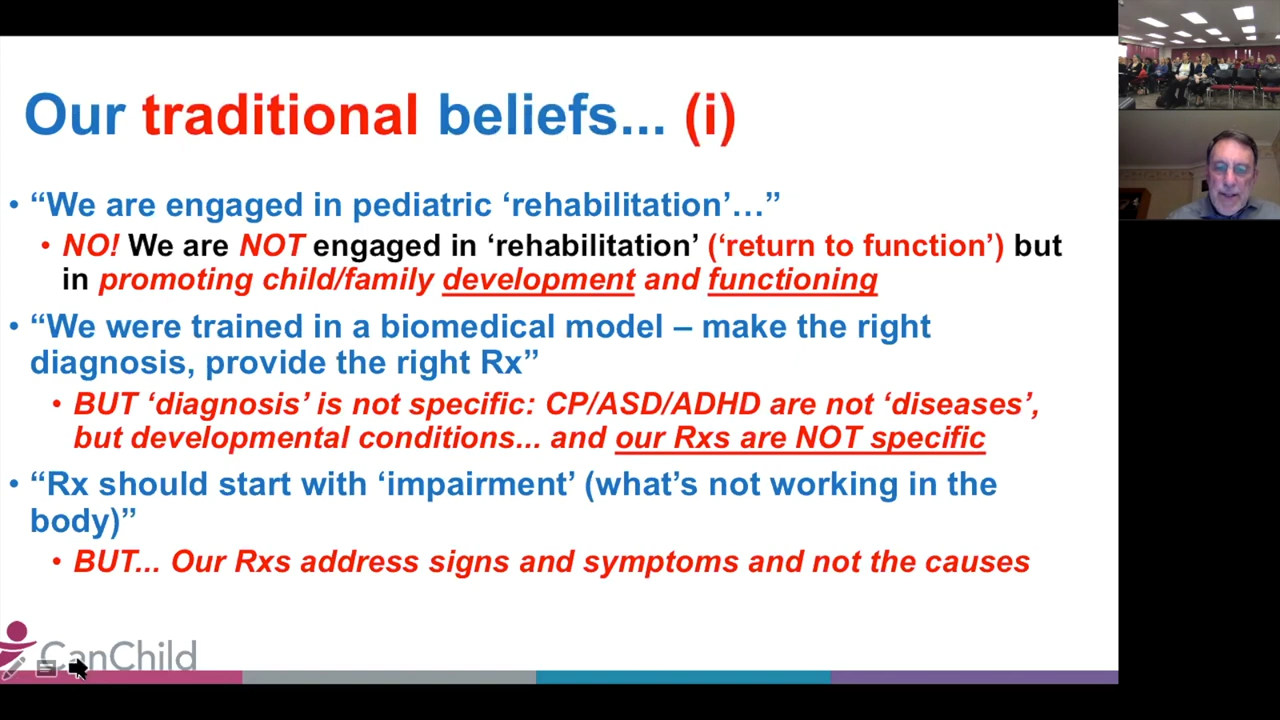 Our traditional beliefs... (i)
• “We are engaged in pediatric ‘rehabilitation’…”
• NO! We are NOT engaged in ‘rehabilitation’ (‘return to function’) but
in promoting child/family development and functioning
• “We were trained in a biomedical model – make the right
diagnosis, provide the right Rx”
• BUT ‘diagnosis’ is not specific: CP/ASD/ADHD are not ‘diseases’,
but developmental conditions... and our Rxs are NOT specific
• “Rx should start with ‘impairment’ (what’s not working in the
body)”
• BUT... Our Rxs address signs and symptoms and not the causes
CanChild